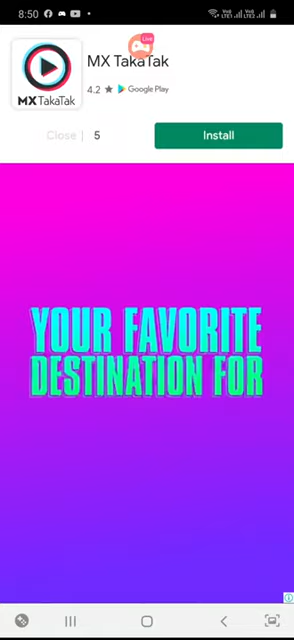 8:50
Live
MX TakaTak
4.2 ★ Google Play
MX TakaTak
Close | 5
Install
YOUR FAVORITE
DESTINATION FOR